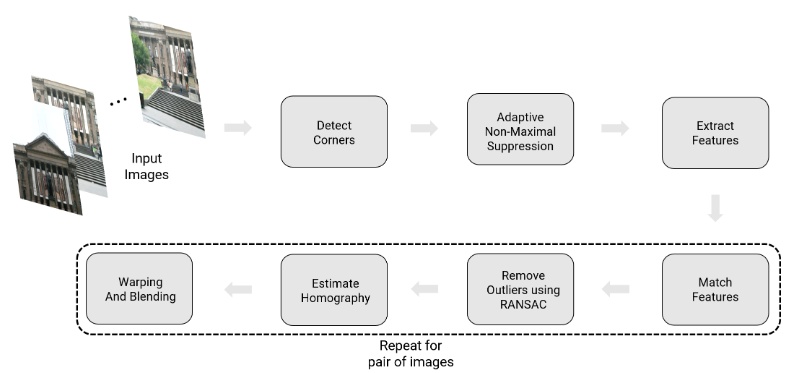 Input
Images
Detect
Corners
Adaptive
Non-Maximal
Suppression
Extract
Features
Match
Features
Remove
Outliers using
RANSAC
Estimate
Homography
Warping
And Blending
Repeat for
pair of images